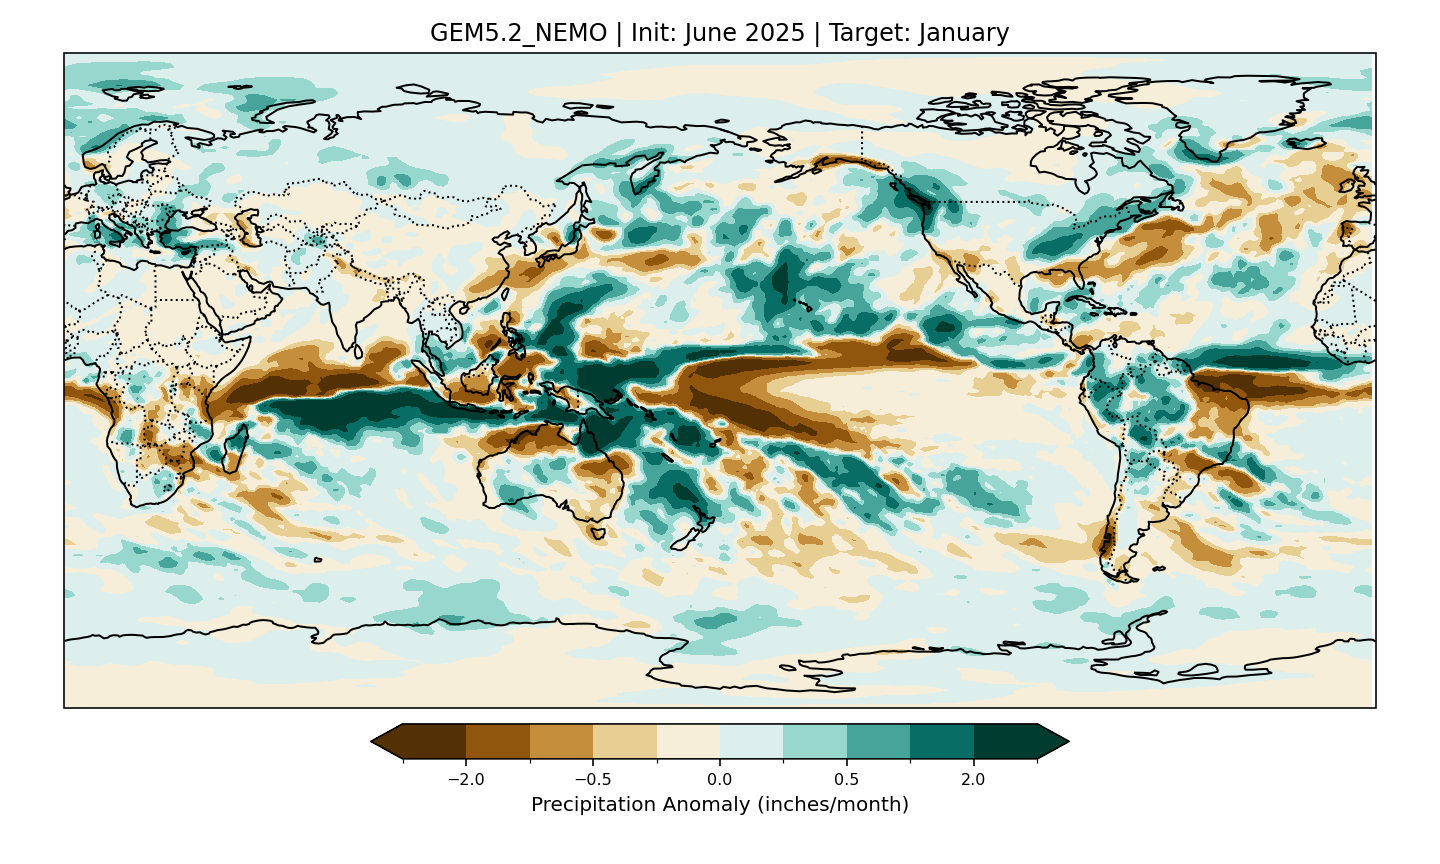 GEM5.2_NEMO | Init: June 2025 | Target: January
−2.0 −0.5 0.0 0.5 2.0
Precipitation Anomaly (inches/month)